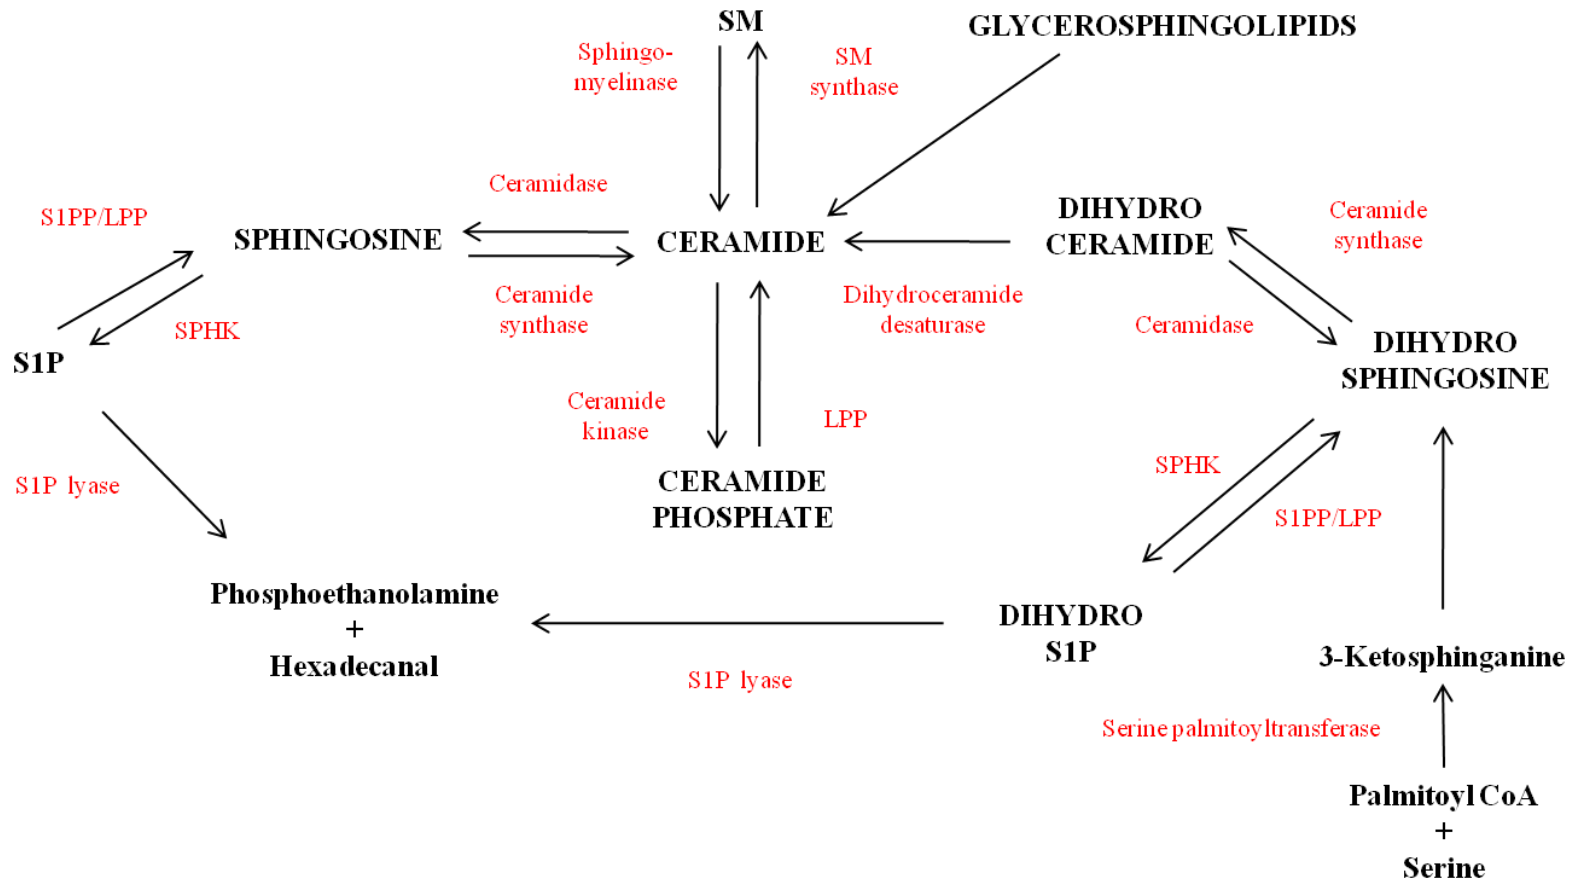 SM
GLYCEROSPHINGOLIPIDS
Sphingo-
myelinase
SM
synthase
Ceramidase
S1PP/LPP
SPHINGOSINE
CERAMIDE
DIHYDRO
CERAMIDE
Ceramide
synthase
Ceramide
synthase
Dihydroceramide
desaturase
Ceramidase
SPHK
S1P
DIHYDRO
SPHINGOSINE
Ceramide
kinase
LPP
S1P lyase
CERAMIDE
PHOSPHATE
SPHK
S1PP/LPP
Phosphoethanolamine
+
Hexadecanal
DIHYDRO
S1P
S1P lyase
3-Ketosphinganine
Serine palmitoyltransferase
Palmitoyl CoA
+
Serine